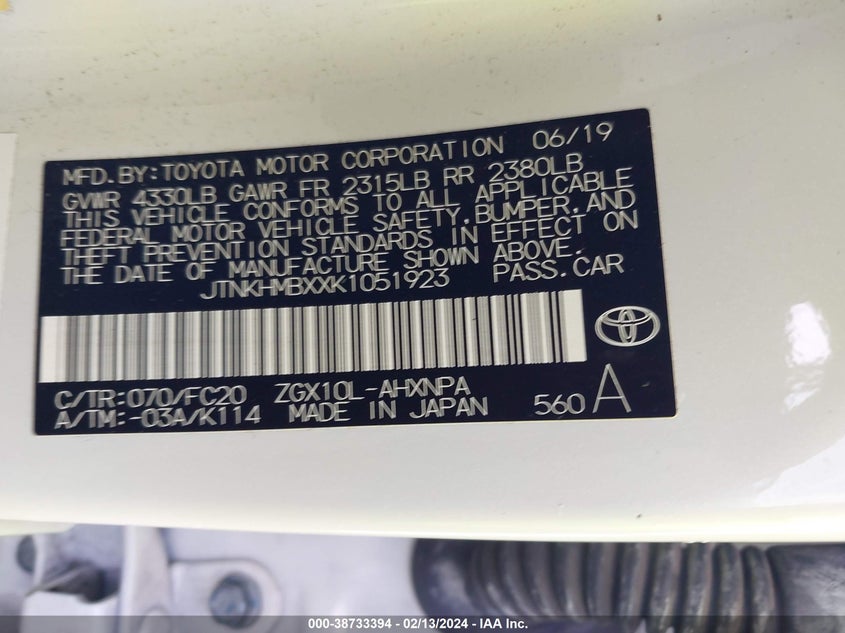 MFD.BY:TOYOTA MOTOR CORPORATION 06/19
GVWR 4330LB GAWR FR 2315LB RR 2380LB
THIS VEHICLE CONFORMS TO ALL APPLICABLE
FEDERAL MOTOR VEHICLE SAFETY,BUMPER,AND
THEFT PREVENTION STANDARDS IN EFFECT ON
THE DATE OF MANUFACTURE SHOWN ABOVE.
JTNKHMBXXK1051923 PASS.CAR
C/TR:070/FC20 ZGX10L-AHXNPA
A/TM:-03A/K114 MADE IN JAPAN 560 A
000-38733394 - 02/13/2024 - IAA Inc.